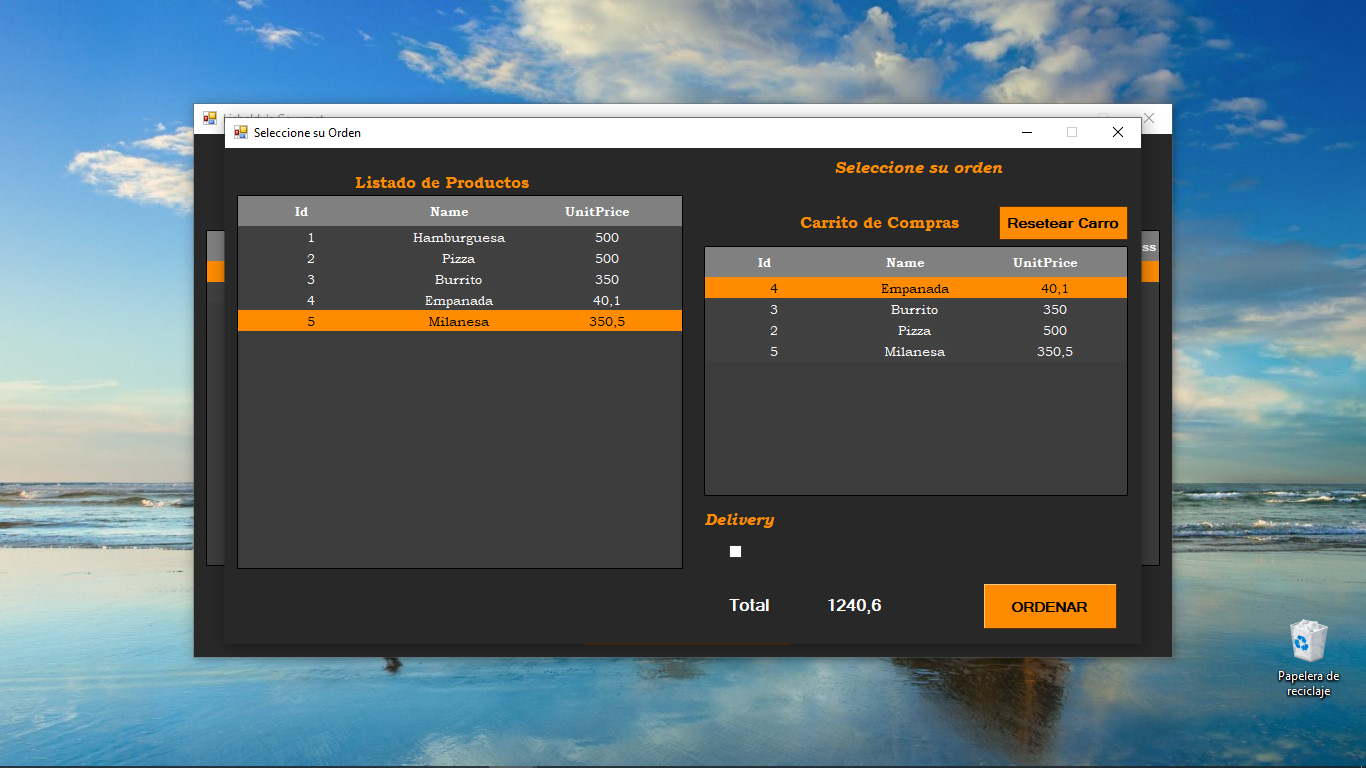 Seleccione su Orden
Seleccione su orden
Listado de Productos
Id Name UnitPrice
1 Hamburguesa 500
2 Pizza 500
3 Burrito 350
4 Empanada 40,1
5 Milanesa 350,5
Carrito de Compras
Resetear Carro
Id Name UnitPrice
4 Empanada 40,1
3 Burrito 350
2 Pizza 500
5 Milanesa 350,5
Delivery
Total 1240,6
ORDENAR
ss
Papelera de
reciclaje